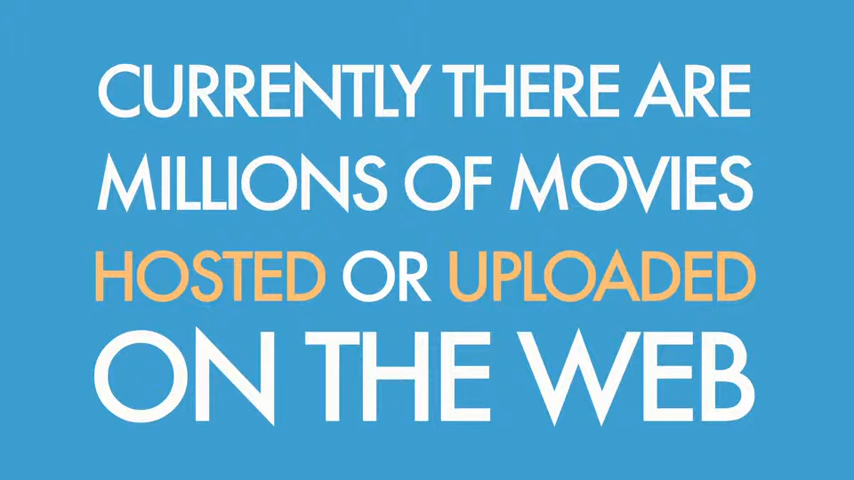 CURRENTLY THERE ARE
MILLIONS OF MOVIES
HOSTED OR UPLOADED
ON THE WEB